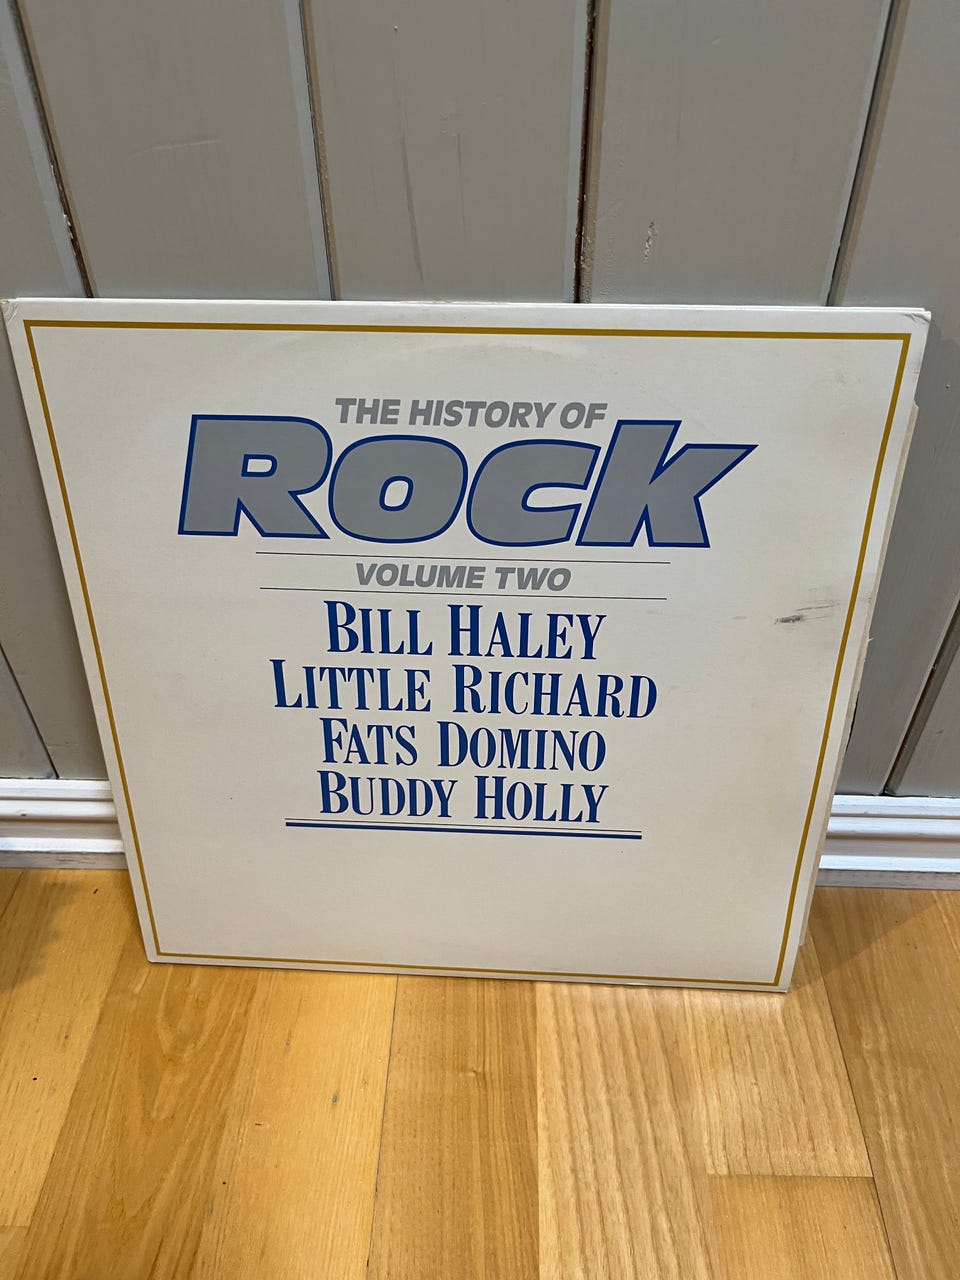 THE HISTORY OF
ROCK
VOLUME TWO
BILL HALEY
LITTLE RICHARD
FATS DOMINO
BUDDY HOLLY